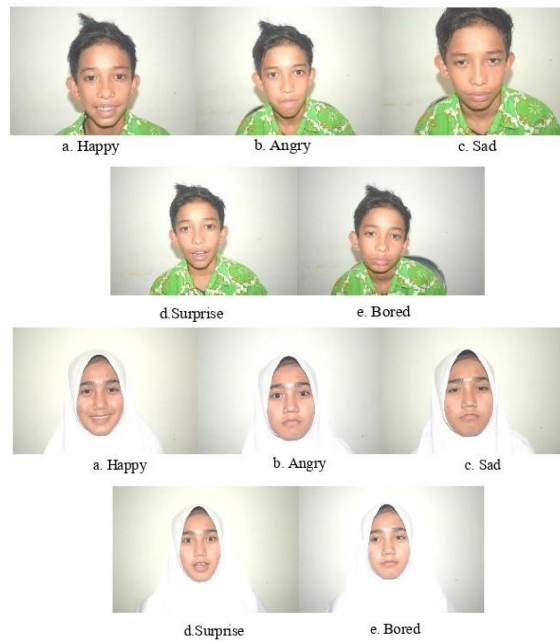 a. Happy
b. Angry
c. Sad
d.Surprise
e. Bored
a. Happy
b. Angry
c. Sad
d.Surprise
e. Bored